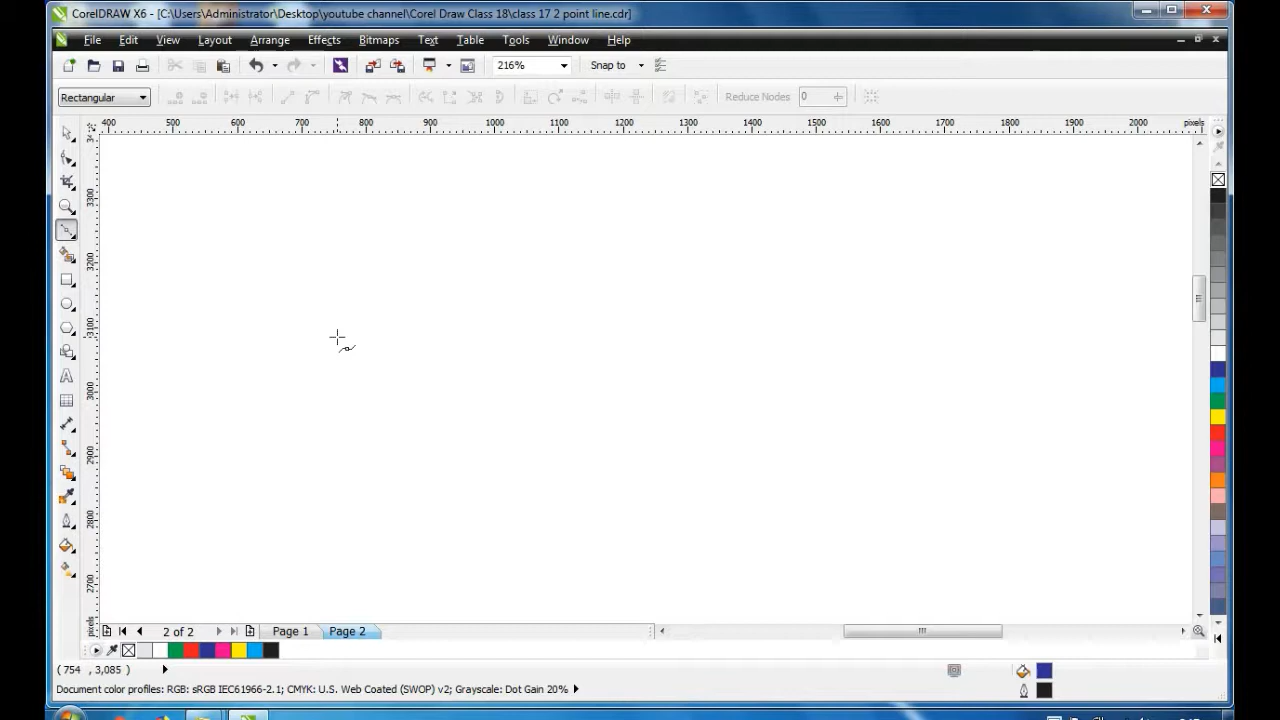 CorelDRAW X6 - [C:\Users\Administrator\Desktop\youtube channel\Corel Draw Class 18\class 17 2 point line.cdr]
File Edit View Layout Arrange Effects Bitmaps Text Table Tools Window Help
216% Snap to
Rectangular Reduce Nodes 0
400 500 600 700 800 900 1000 1100 1200 1300 1400 1500 1600 1700 1800 1900 2000 pixels
3300
3200
3100
3000
2900
2800
2700
pixels
2 of 2 Page 1 Page 2
( 754 , 3,085 )
Document color profiles: RGB: sRGB IEC61966-2.1; CMYK: U.S. Web Coated (SWOP) v2; Grayscale: Dot Gain 20%